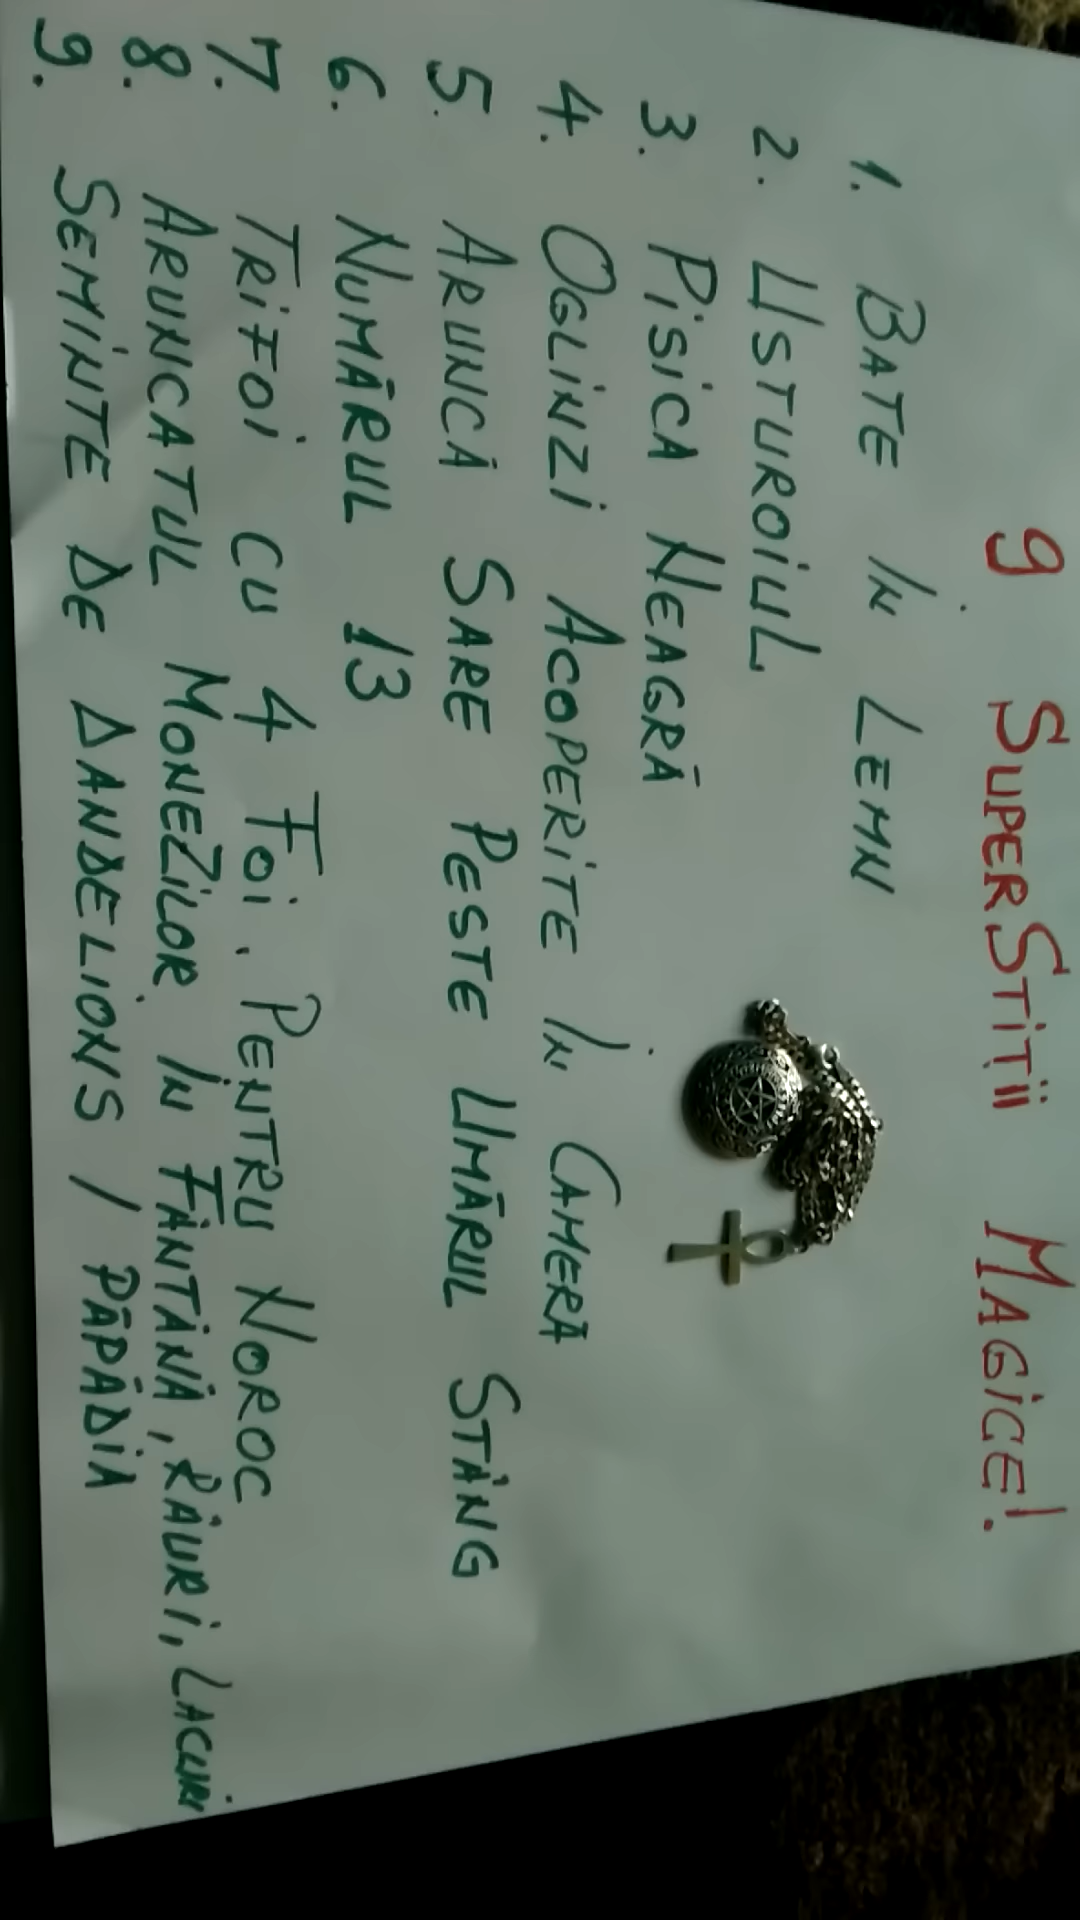 9 SUPERSTIȚII MAGICE!
1. BATE ÎN LEMN
2. USTUROIUL
3. PISICA NEAGRĂ
4. OGLINZI ACOPERITE ÎN CAMERĂ
5. ARUNCĂ SARE PESTE UMĂRUL STÂNG
6. NUMĂRUL 13
7. TRIFOI CU 4 FOI. PENTRU NOROC
8. ARUNCATUL MONEZILOR ÎN FÂNTÂNĂ, RÂURI, LACURI
9. SEMINTE DE DANDELIONS / PĂPĂDIA